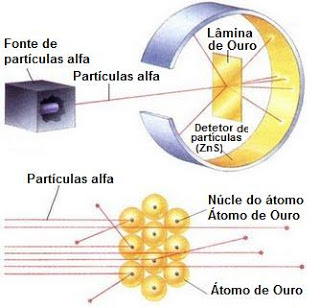 Fonte de
partículas alfa
Partículas alfa
Lâmina
de Ouro
Detetor de
partículas
(ZnS)
Partículas alfa
Núcle do átomo
Átomo de Ouro
Átomo de Ouro